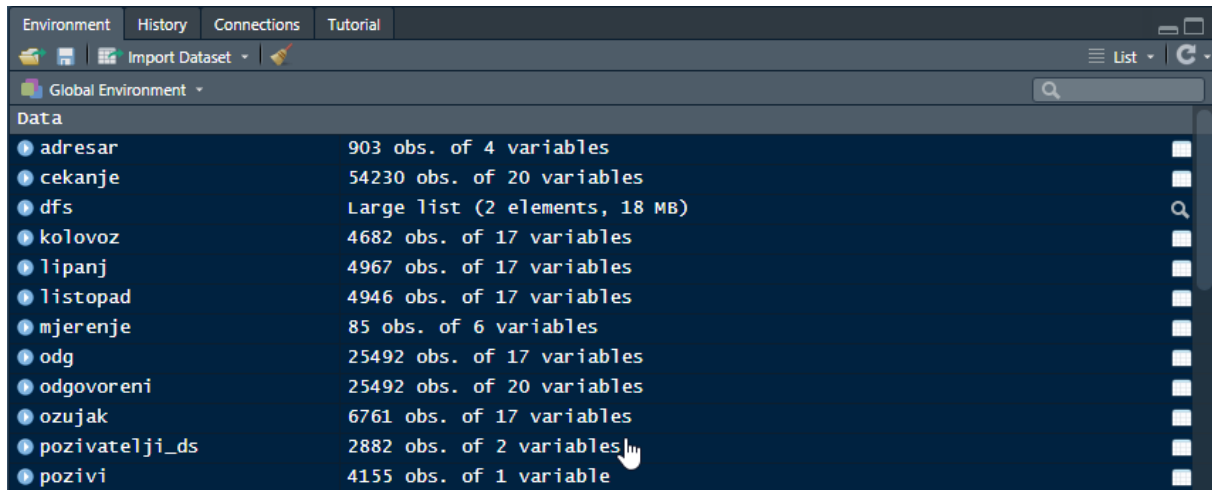 Environment History Connections Tutorial
Import Dataset List
Global Environment
Data
adresar 903 obs. of 4 variables
cekanje 54230 obs. of 20 variables
dfs Large list (2 elements, 18 MB)
kolovoz 4682 obs. of 17 variables
lipanj 4967 obs. of 17 variables
listopad 4946 obs. of 17 variables
mjerenje 85 obs. of 6 variables
odg 25492 obs. of 17 variables
odgovoreni 25492 obs. of 20 variables
ozujak 6761 obs. of 17 variables
pozivatelji_ds 2882 obs. of 2 variables
pozivi 4155 obs. of 1 variable